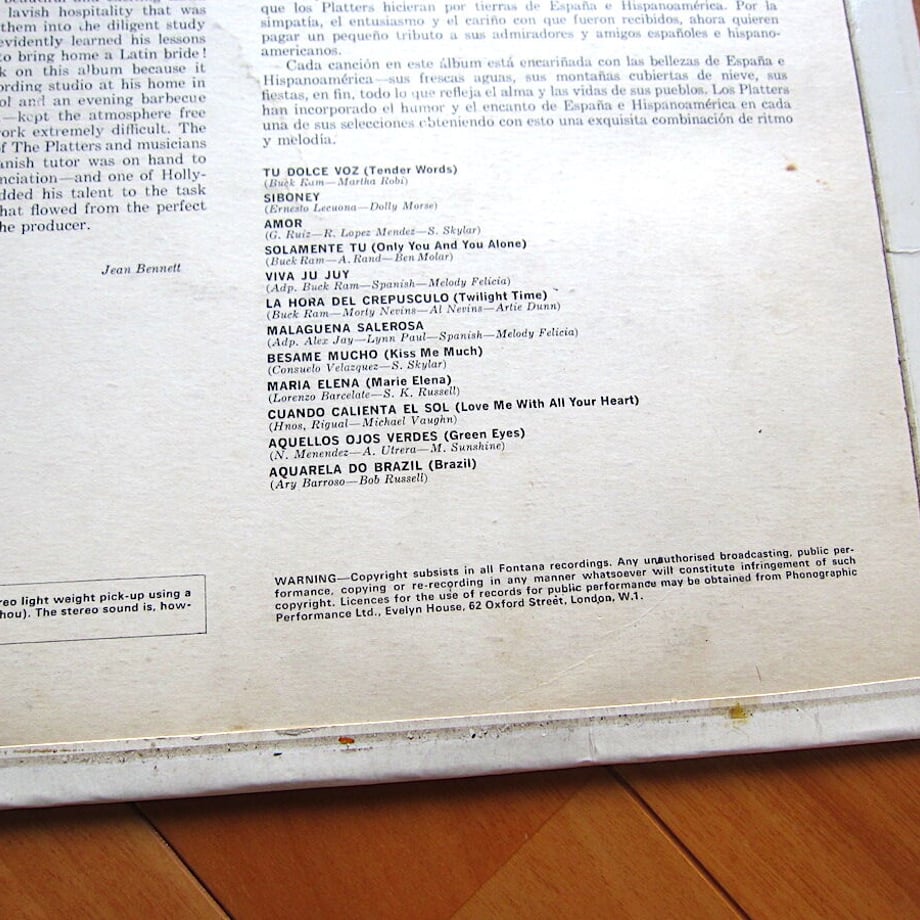 lavish hospitality that was
them into the diligent study
evidently learned his lessons
to bring home a Latin bride!
k on this album because it
ording studio at his home in
ol and an evening barbecue
—kept the atmosphere free
ork extremely difficult. The
of The Platters and musicians
anish tutor was on hand to
nciation—and one of Holly-
dded his talent to the task
hat flowed from the perfect
he producer.
Jean Bennett
reo light weight pick-up using a
hou). The stereo sound is, how-
que los Platters hicieran por tierras de España e Hispanoamérica. Por la
simpatía, el entusiasmo y el cariño con que fueron recibidos, ahora quieren
pagar un pequeño tributo a sus admiradores y amigos españoles e hispano-
americanos.
Cada canción en este álbum está encariñada con las bellezas de España e
Hispanoamérica—sus frescas aguas, sus montañas cubiertas de nieve, sus
fiestas, en fin, todo lo que refleja el alma y las vidas de sus pueblos. Los Platters
han incorporado el humor y el encanto de España e Hispanoamérica en cada
una de sus selecciones obteniendo con esto una exquisita combinación de ritmo
y melodía.
TU DOLCE VOZ (Tender Words)
(Buck Ram—Martha Robi)
SIBONEY
(Ernesto Lecuona—Dolly Morse)
AMOR
(G. Ruiz—R. Lopez Mendez—S. Skylar)
SOLAMENTE TU (Only You And You Alone)
(Buck Ram—A. Rand—Ben Molar)
VIVA JU JUY
(Adp. Buck Ram—Spanish—Melody Felicia)
LA HORA DEL CREPUSCULO (Twilight Time)
(Buck Ram—Morty Nevins—Al Nevins—Artie Dunn)
MALAGUENA SALEROSA
(Adp. Alex Jay—Lynn Paul—Spanish—Melody Felicia)
BESAME MUCHO (Kiss Me Much)
(Consuelo Velazquez—S. Skylar)
MARIA ELENA (Marie Elena)
(Lorenzo Barcelate—S. K. Russell)
CUANDO CALIENTA EL SOL (Love Me With All Your Heart)
(Hnos, Rigual—Michael Vaughn)
AQUELLOS OJOS VERDES (Green Eyes)
(N. Menendez—A. Utrera—M. Sunshine)
AQUARELA DO BRAZIL (Brazil)
(Ary Barroso—Bob Russell)
WARNING—Copyright subsists in all Fontana recordings. Any unauthorised broadcasting, public per-
formance, copying or re-recording in any manner whatsoever will constitute infringement of such
copyright. Licences for the use of records for public performance may be obtained from Phonographic
Performance Ltd., Evelyn House, 62 Oxford Street, London, W.1.